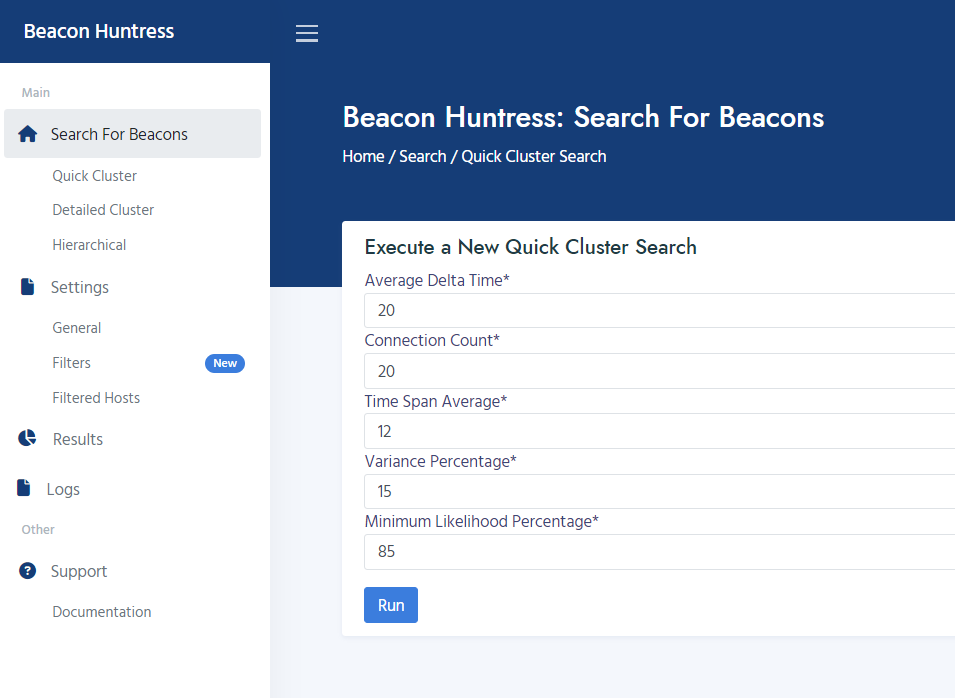 Beacon Huntress
Main
Search For Beacons
Quick Cluster
Detailed Cluster
Hierarchical
Settings
General
Filters New
Filtered Hosts
Results
Logs
Other
Support
Documentation
Beacon Huntress: Search For Beacons
Home / Search / Quick Cluster Search
Execute a New Quick Cluster Search
Average Delta Time*
20
Connection Count*
20
Time Span Average*
12
Variance Percentage*
15
Minimum Likelihood Percentage*
85
Run